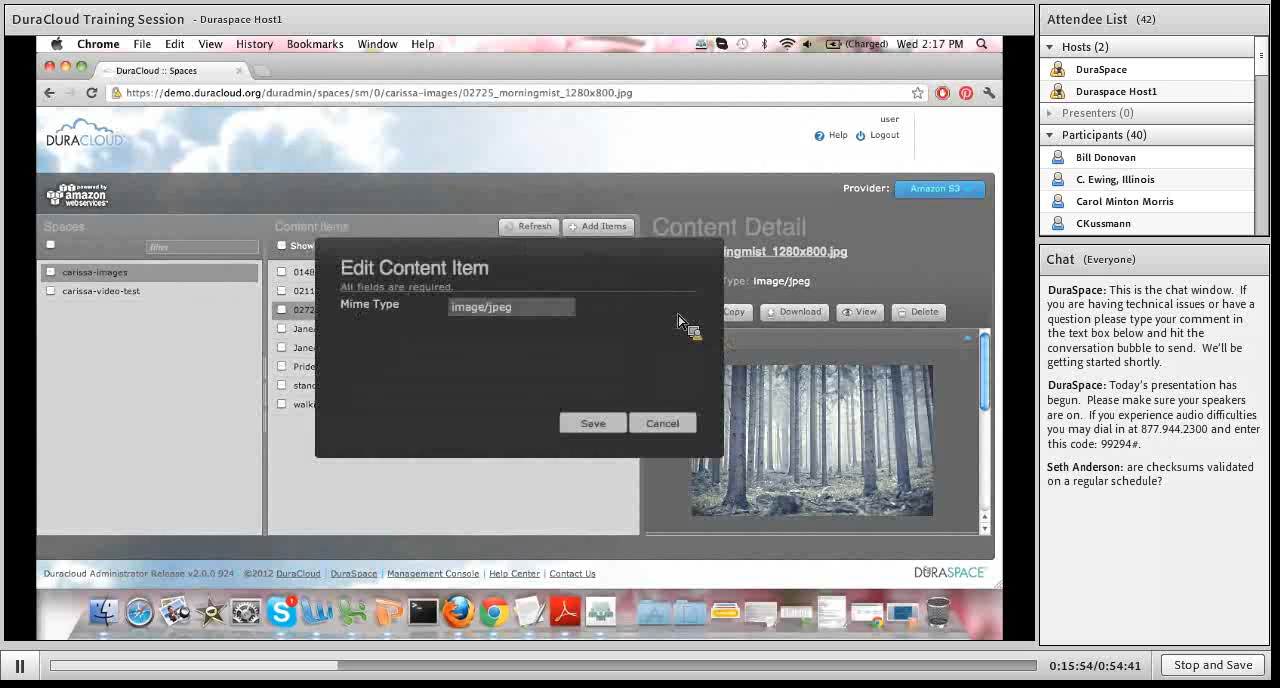 DuraCloud Training Session - Duraspace Host1
Chrome File Edit View History Bookmarks Window Help
(Charged) Wed 2:17 PM
DuraCloud :: Spaces
https://demo.duracloud.org/duradmin/spaces/sm/0/carissa-images/02725_morningmist_1280x800.jpg
DURACLOUD
user
Help Logout
powered by
amazon
webservices
Provider: Amazon S3
Spaces
filter
carissa-images
carissa-video-test
Content Items
Refresh Add Items
Show
0148
0211
0272
Jane
Jane
Pride
stand
walki
Content Detail
ingmist_1280x800.jpg
Type: image/jpeg
Copy Download View Delete
Edit Content Item
All fields are required.
Mime Type image/jpeg
Save Cancel
Duracloud Administrator Release v2.0.0 924 ©2012 DuraCloud | DuraSpace | Management Console | Help Center | Contact Us
DURASPACE
Attendee List (42)
Hosts (2)
DuraSpace
Duraspace Host1
Presenters (0)
Participants (40)
Bill Donovan
C. Ewing, Illinois
Carol Minton Morris
CKussmann
Chat (Everyone)
DuraSpace: This is the chat window. If
you are having technical issues or have a
question please type your comment in
the text box below and hit the
conversation bubble to send. We'll be
getting started shortly.
DuraSpace: Today's presentation has
begun. Please make sure your speakers
are on. If you experience audio difficulties
you may dial in at 877.944.2300 and enter
this code: 99294#.
Seth Anderson: are checksums validated
on a regular schedule?
0:15:54/0:54:41
Stop and Save